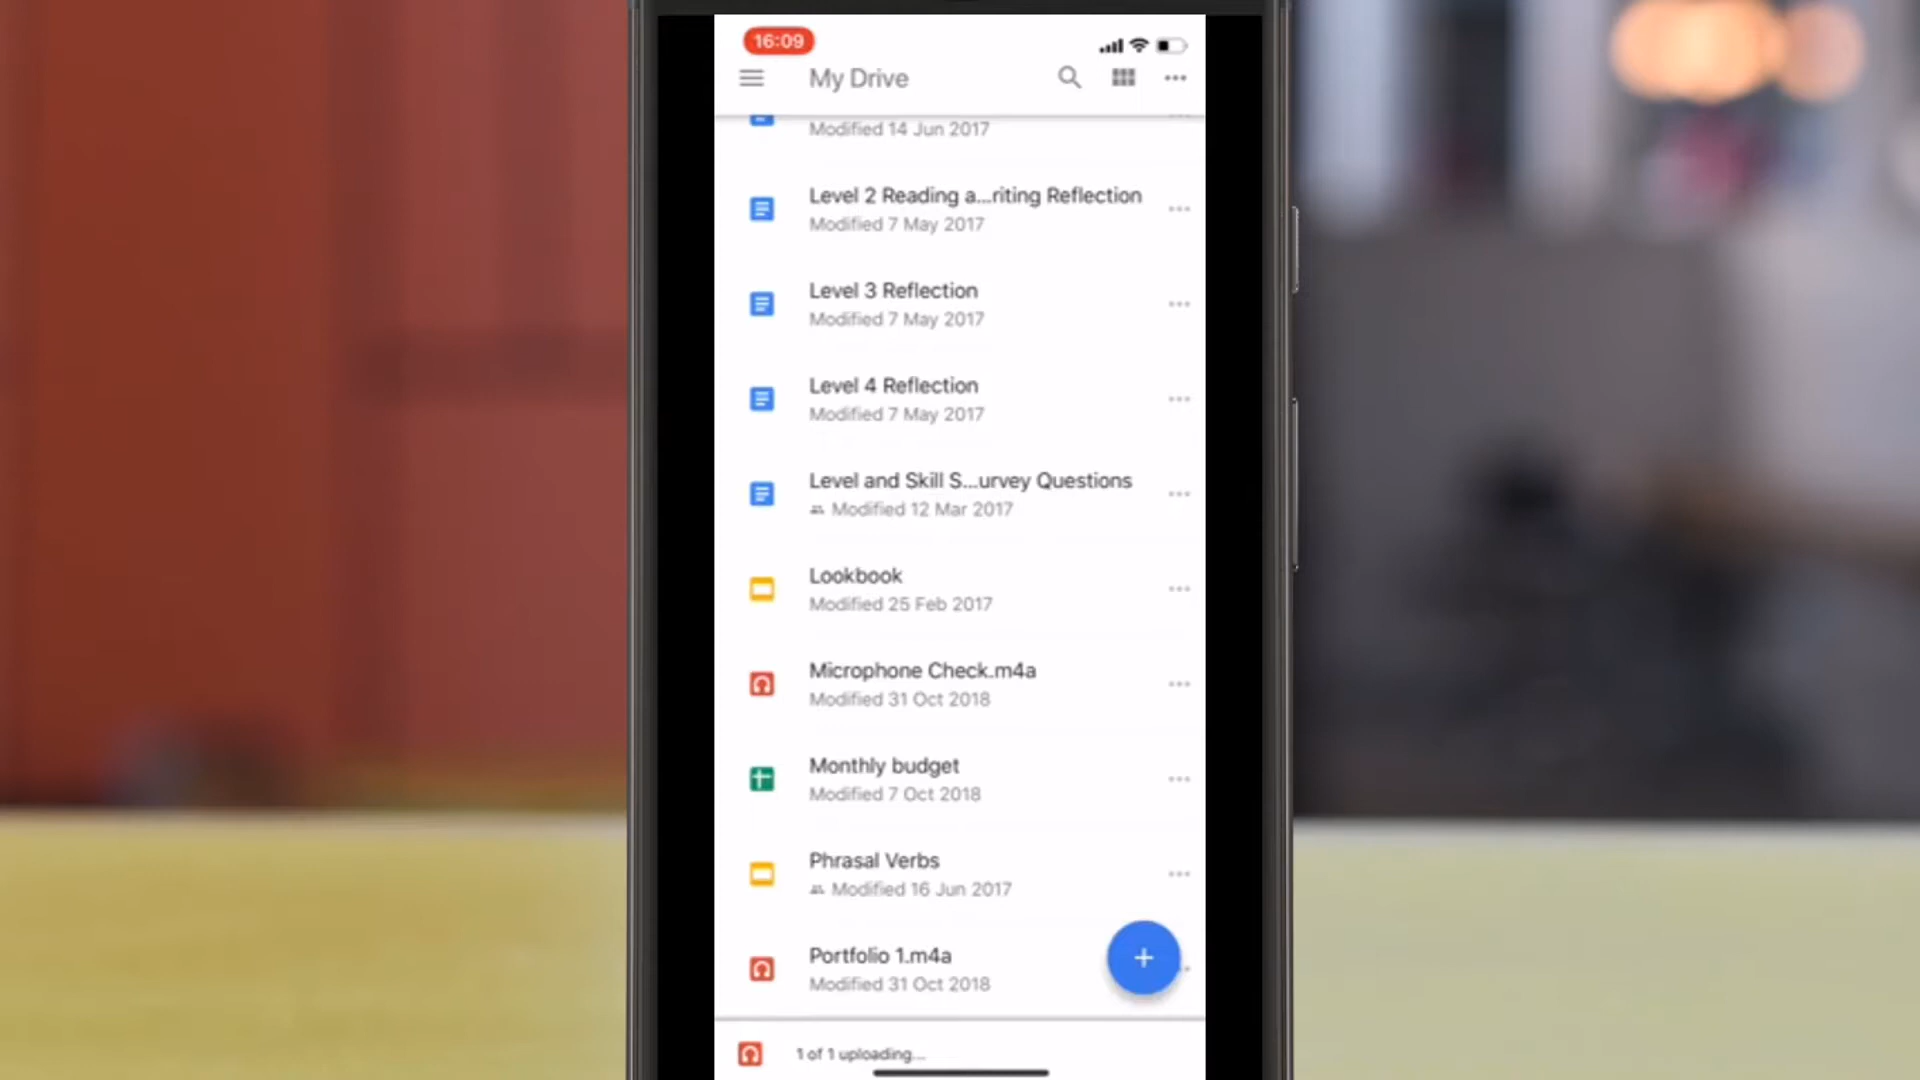 16:09
My Drive
Modified 14 Jun 2017
Level 2 Reading a...riting Reflection
Modified 7 May 2017
Level 3 Reflection
Modified 7 May 2017
Level 4 Reflection
Modified 7 May 2017
Level and Skill S...urvey Questions
Modified 12 Mar 2017
Lookbook
Modified 25 Feb 2017
Microphone Check.m4a
Modified 31 Oct 2018
Monthly budget
Modified 7 Oct 2018
Phrasal Verbs
Modified 16 Jun 2017
Portfolio 1.m4a
Modified 31 Oct 2018
1 of 1 uploading...